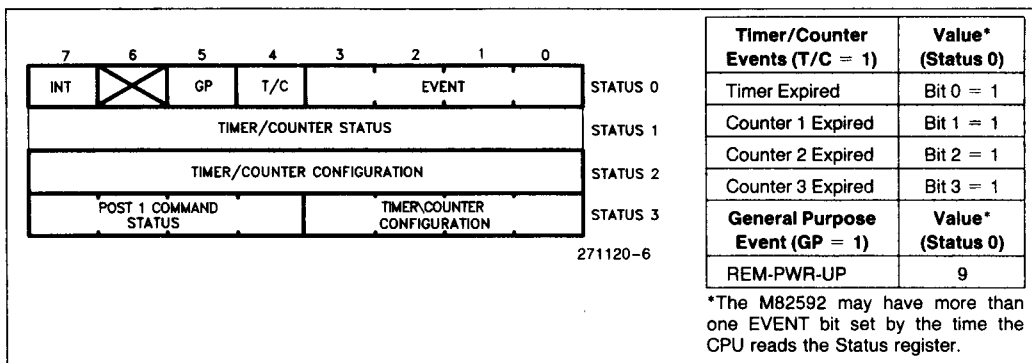 7 6 5 4 3 2 1 0
INT GP T/C EVENT STATUS 0
TIMER/COUNTER STATUS STATUS 1
TIMER/COUNTER CONFIGURATION STATUS 2
POST 1 COMMAND
STATUS
TIMER\COUNTER
CONFIGURATION
STATUS 3
271120-6
Timer/Counter
Events (T/C = 1)
Value*
(Status 0)
Timer Expired Bit 0 = 1
Counter 1 Expired Bit 1 = 1
Counter 2 Expired Bit 2 = 1
Counter 3 Expired Bit 3 = 1
General Purpose
Event (GP = 1)
Value*
(Status 0)
REM-PWR-UP 9
*The M82592 may have more than
one EVENT bit set by the time the
CPU reads the Status register.